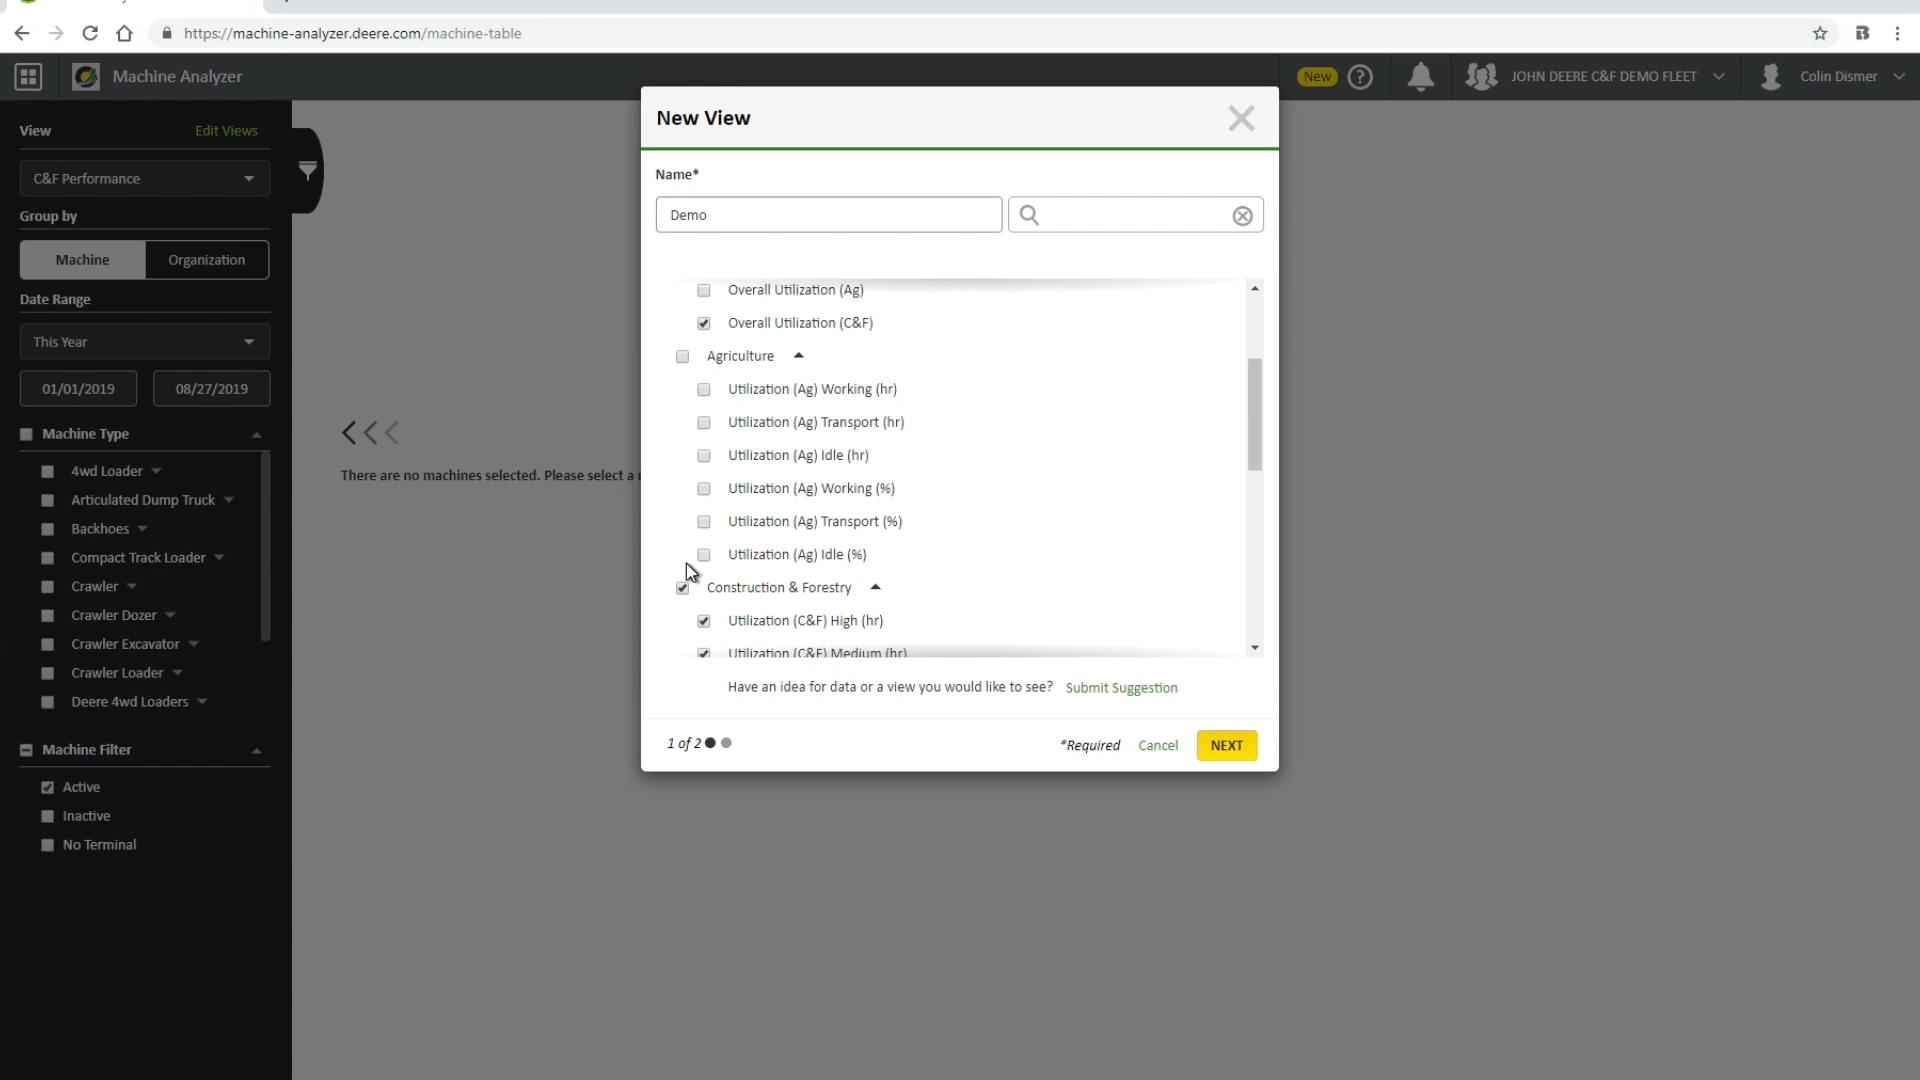 https://machine-analyzer.deere.com/machine-table
Machine Analyzer
New
JOHN DEERE C&F DEMO FLEET
Colin Dismer
View
Edit Views
C&F Performance
Group by
Machine
Organization
Date Range
This Year
01/01/2019
08/27/2019
Machine Type
4wd Loader
Articulated Dump Truck
Backhoes
Compact Track Loader
Crawler
Crawler Dozer
Crawler Excavator
Crawler Loader
Deere 4wd Loaders
Machine Filter
Active
Inactive
No Terminal
There are no machines selected. Please select a
New View
Name*
Demo
Overall Utilization (Ag)
Overall Utilization (C&F)
Agriculture
Utilization (Ag) Working (hr)
Utilization (Ag) Transport (hr)
Utilization (Ag) Idle (hr)
Utilization (Ag) Working (%)
Utilization (Ag) Transport (%)
Utilization (Ag) Idle (%)
Construction & Forestry
Utilization (C&F) High (hr)
Utilization (C&F) Medium (hr)
Have an idea for data or a view you would like to see? Submit Suggestion
1 of 2
*Required
Cancel
NEXT